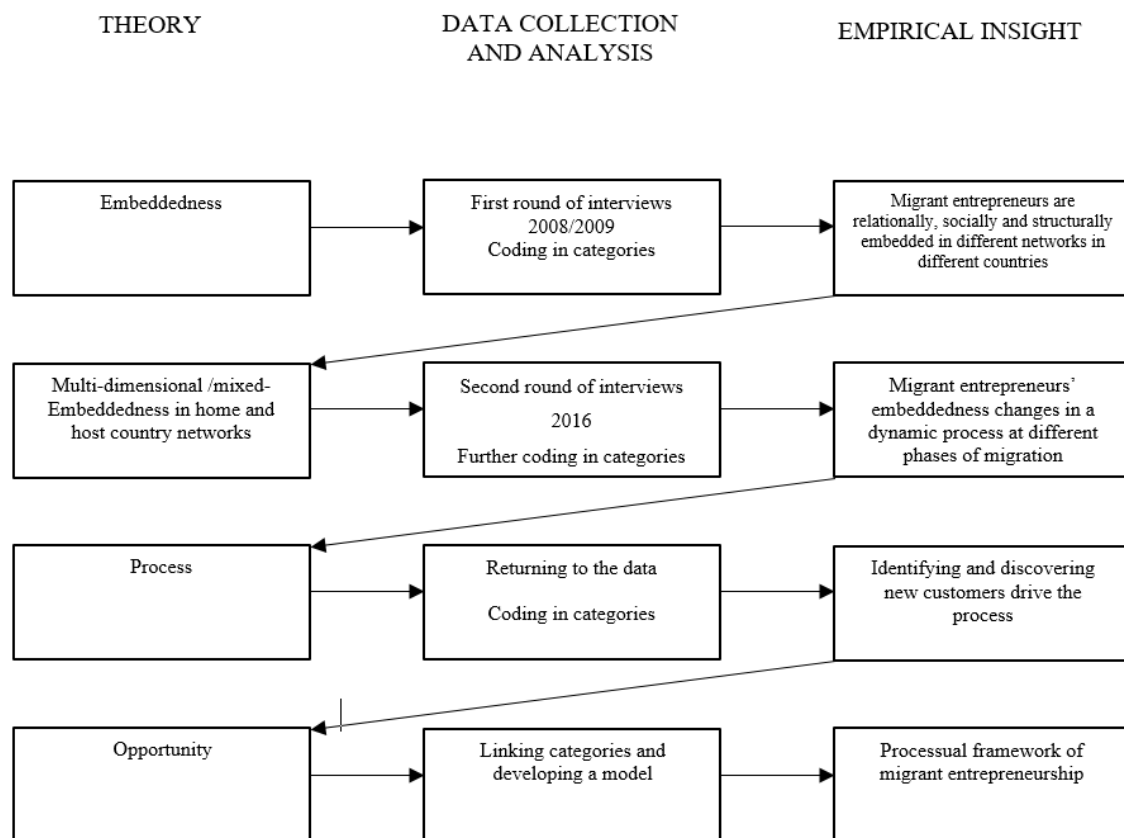 THEORY
DATA COLLECTION
AND ANALYSIS
EMPIRICAL INSIGHT
Embeddedness
First round of interviews
2008/2009
Coding in categories
Migrant entrepreneurs are
relationally, socially and structurally
embedded in different networks in
different countries
Multi-dimensional /mixed-
Embeddedness in home and
host country networks
Second round of interviews
2016
Further coding in categories
Migrant entrepreneurs’
embeddedness changes in a
dynamic process at different
phases of migration
Process
Returning to the data
Coding in categories
Identifying and discovering
new customers drive the
process
Opportunity
Linking categories and
developing a model
Processual framework of
migrant entrepreneurship